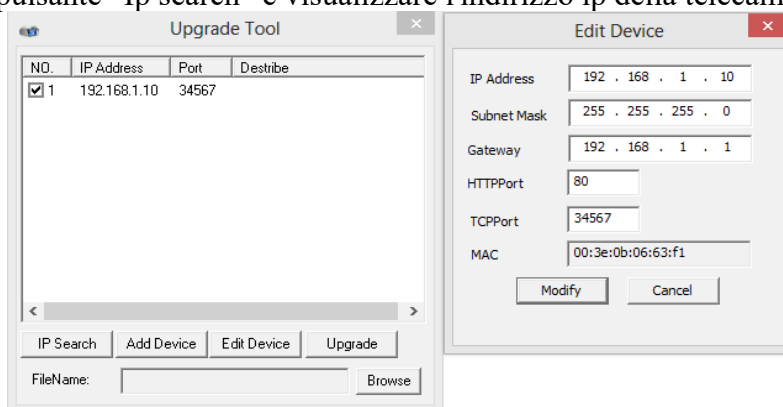 pulsante "Ip search" e visualizzare l'indirizzo ip della telecam
Upgrade Tool
NO. IP Address Port Destribe
1 192.168.1.10 34567
IP Search Add Device Edit Device Upgrade
FileName: Browse
Edit Device
IP Address 192 . 168 . 1 . 10
Subnet Mask 255 . 255 . 255 . 0
Gateway 192 . 168 . 1 . 1
HTTPPort 80
TCPPort 34567
MAC 00:3e:0b:06:63:f1
Modify Cancel